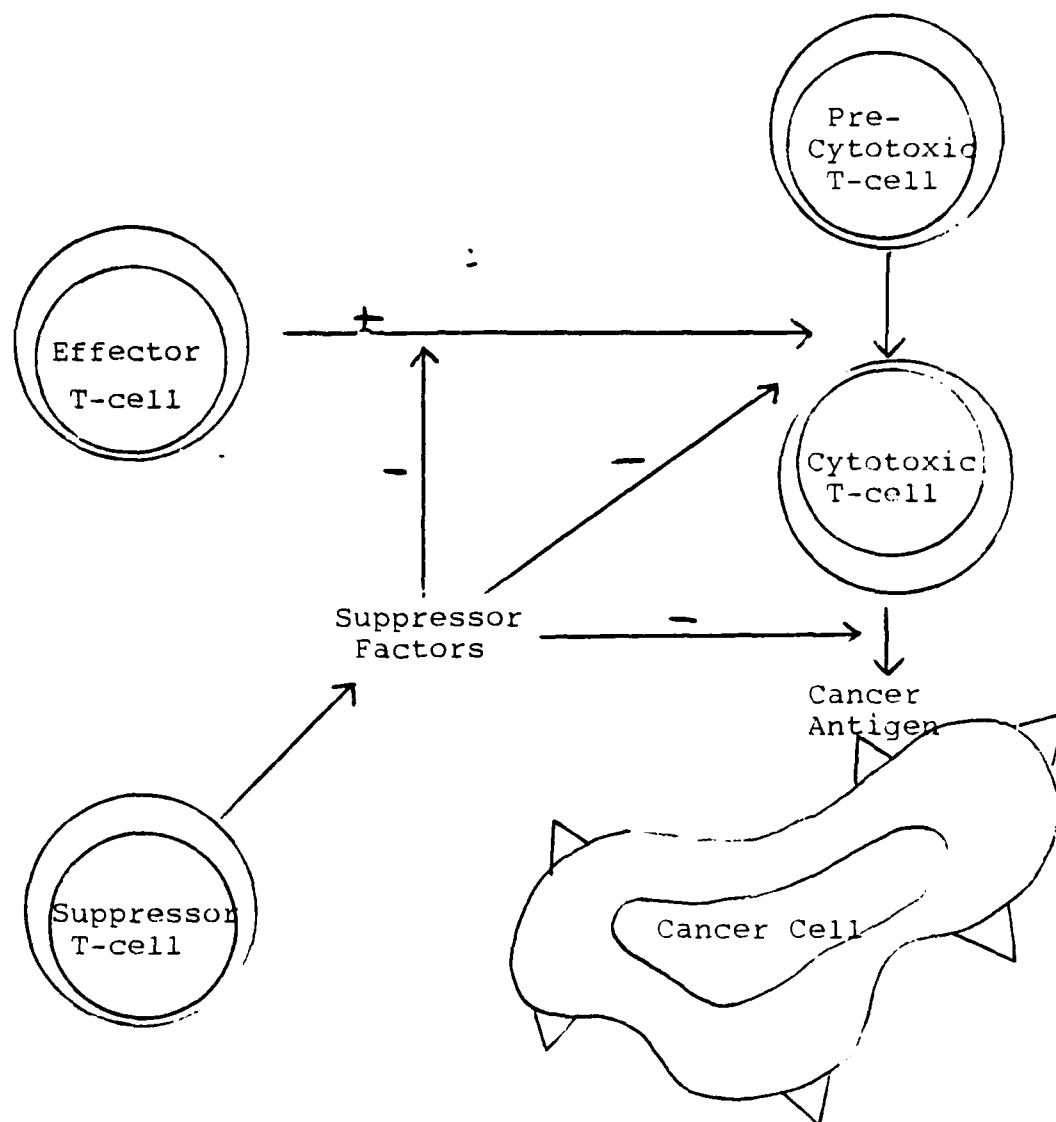 Pre-
Cytotoxic
T-cell
+
Effector
T-cell
-
-
Cytotoxic
T-cell
Suppressor
Factors
-
Cancer
Antigen
Suppressor
T-cell
Cancer Cell